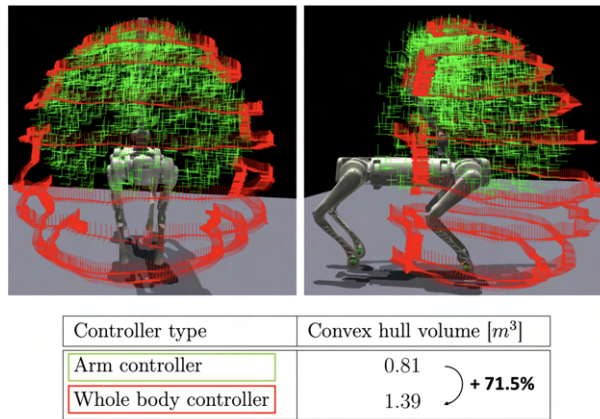 Controller type Convex hull volume [m³]
Arm controller 0.81
Whole body controller 1.39
+ 71.5%